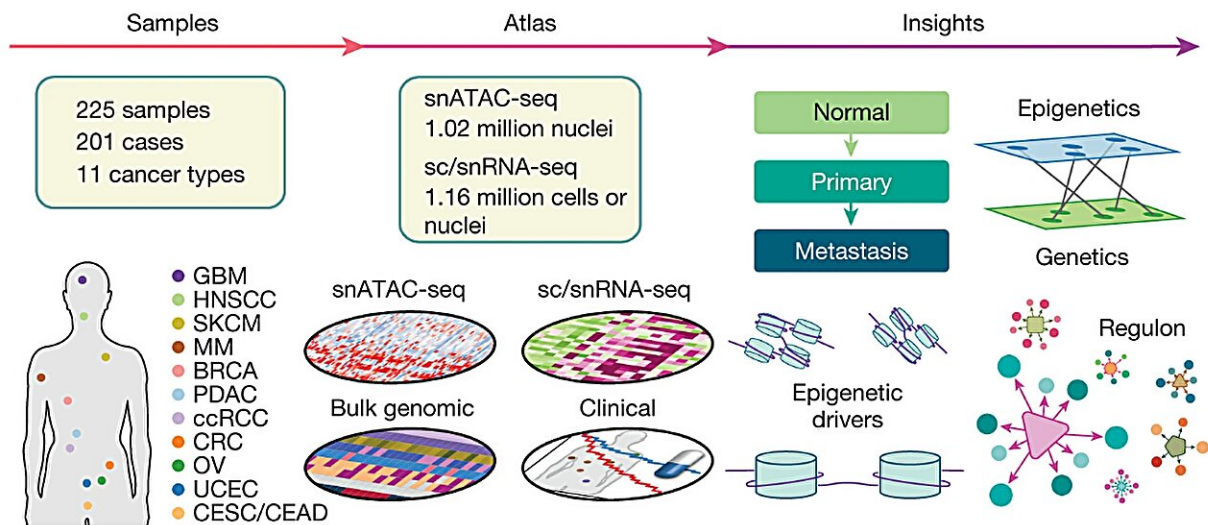 Samples
Atlas
Insights
225 samples
201 cases
11 cancer types
snATAC-seq
1.02 million nuclei
sc/snRNA-seq
1.16 million cells or
nuclei
Normal
Primary
Metastasis
Epigenetics
Genetics
GBM
HNSCC
SKCM
MM
BRCA
PDAC
ccRCC
CRC
OV
UCEC
CESC/CEAD
snATAC-seq
sc/snRNA-seq
Bulk genomic
Clinical
Epigenetic
drivers
Regulon